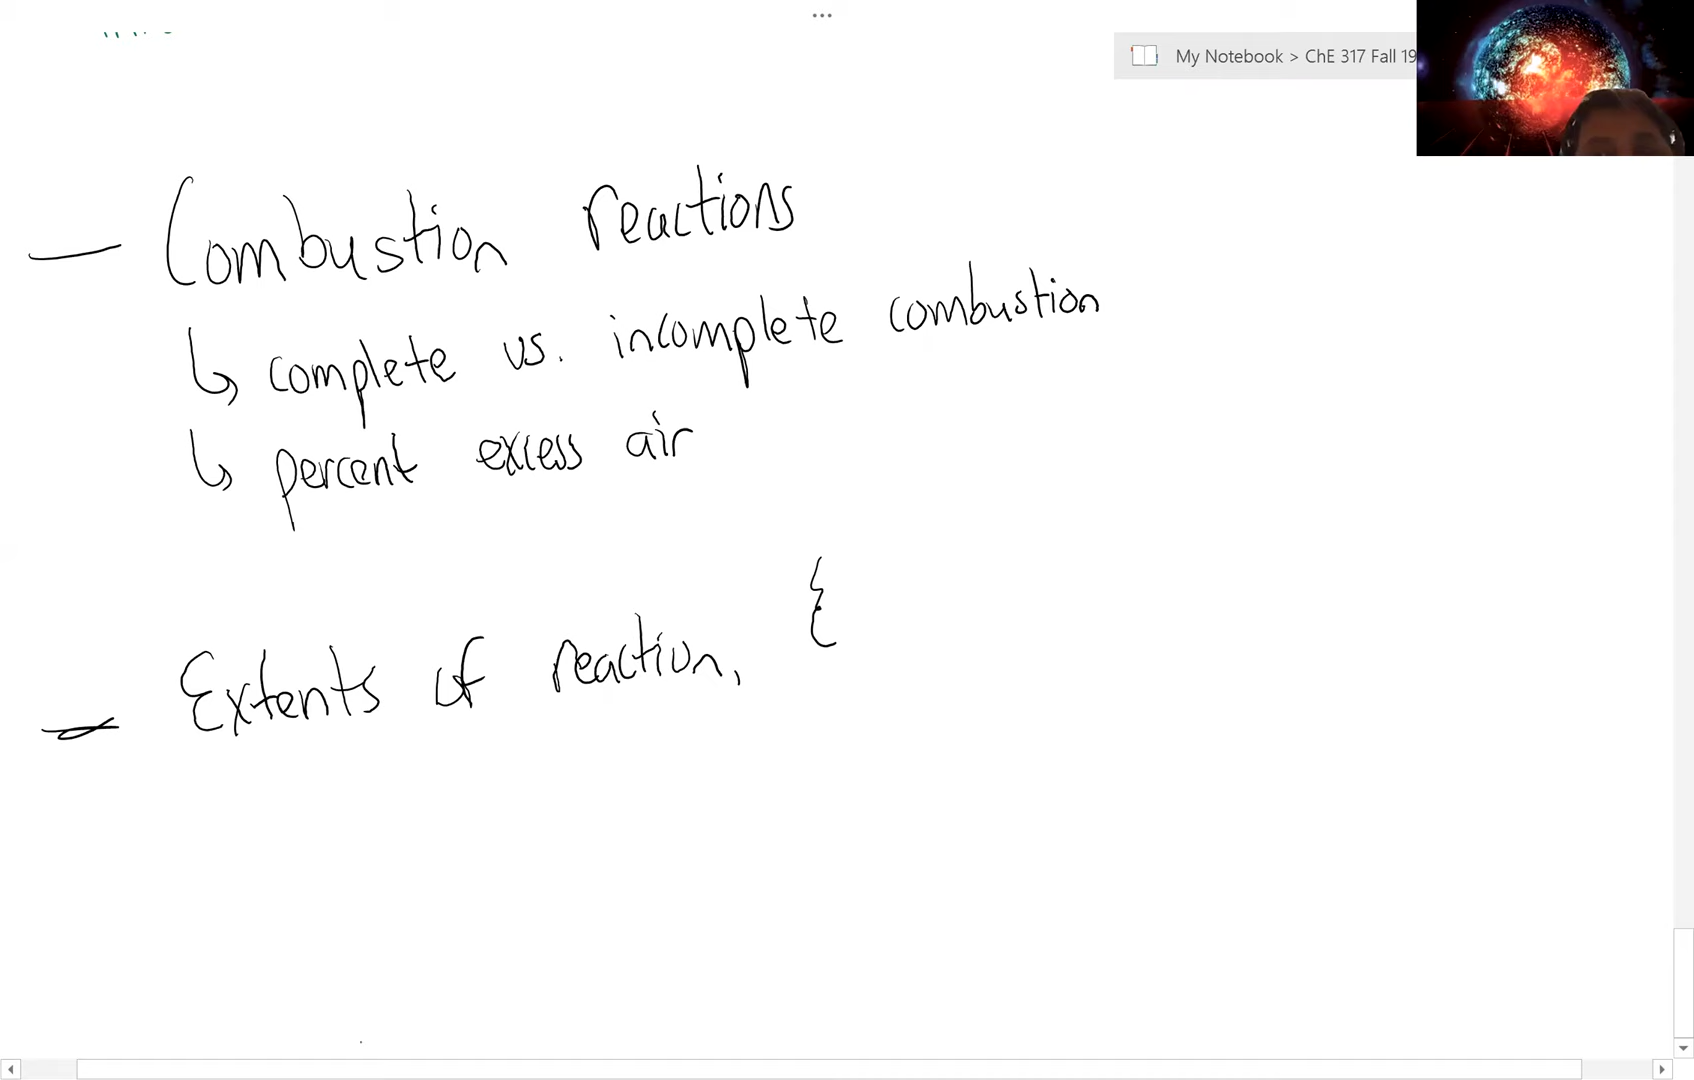 My Notebook > ChE 317 Fall 19
— Combustion reactions
↳ complete vs. incomplete combustion
↳ percent excess air
— Extents of reaction, ξ